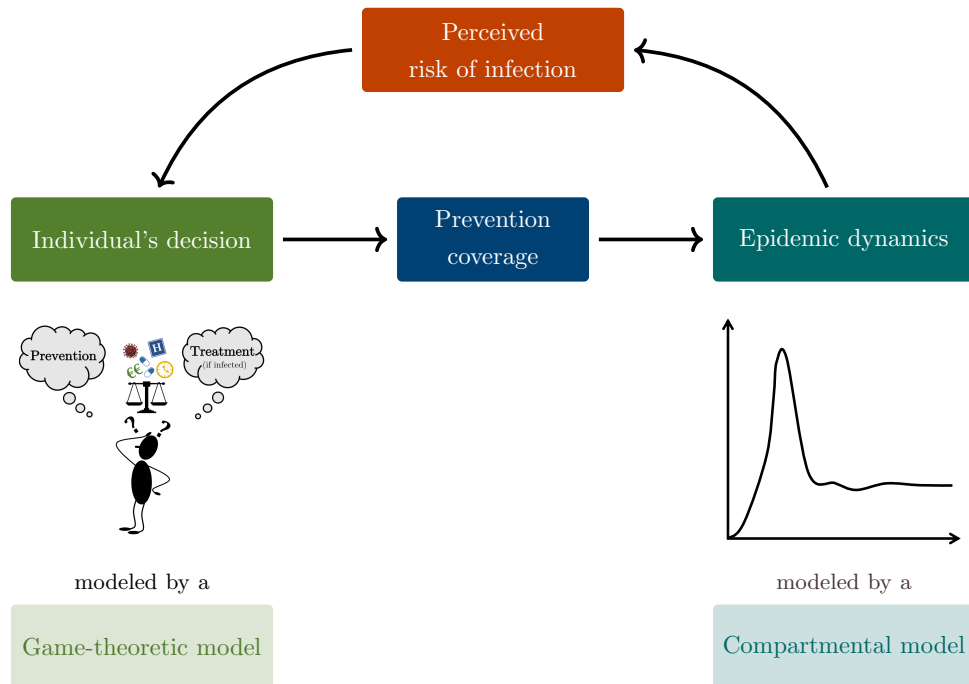 Perceived
risk of infection
Individual's decision
Prevention
coverage
Epidemic dynamics
Prevention
H
Treatment
(if infected)
€€
? ?
modeled by a
modeled by a
Game-theoretic model
Compartmental model